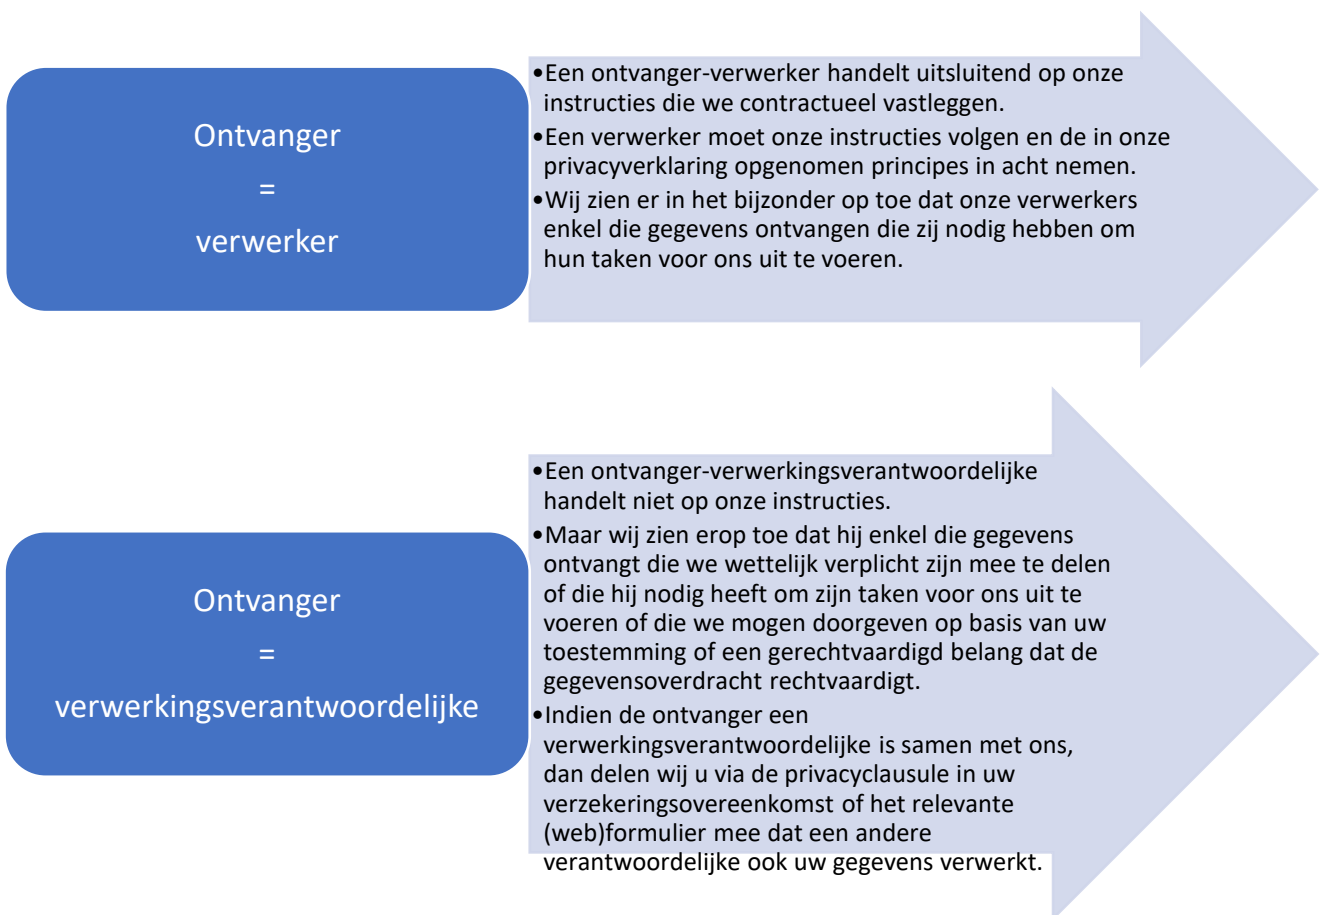 Ontvanger
=
verwerker
•Een ontvanger-verwerker handelt uitsluitend op onze
instructies die we contractueel vastleggen.
•Een verwerker moet onze instructies volgen en de in onze
privacyverklaring opgenomen principes in acht nemen.
•Wij zien er in het bijzonder op toe dat onze verwerkers
enkel die gegevens ontvangen die zij nodig hebben om
hun taken voor ons uit te voeren.
Ontvanger
=
verwerkingsverantwoordelijke
•Een ontvanger-verwerkingsverantwoordelijke
handelt niet op onze instructies.
•Maar wij zien erop toe dat hij enkel die gegevens
ontvangt die we wettelijk verplicht zijn mee te delen
of die hij nodig heeft om zijn taken voor ons uit te
voeren of die we mogen doorgeven op basis van uw
toestemming of een gerechtvaardigd belang dat de
gegevensoverdracht rechtvaardigt.
•Indien de ontvanger een
verwerkingsverantwoordelijke is samen met ons,
dan delen wij u via de privacyclausule in uw
verzekeringsovereenkomst of het relevante
(web)formulier mee dat een andere
verantwoordelijke ook uw gegevens verwerkt.